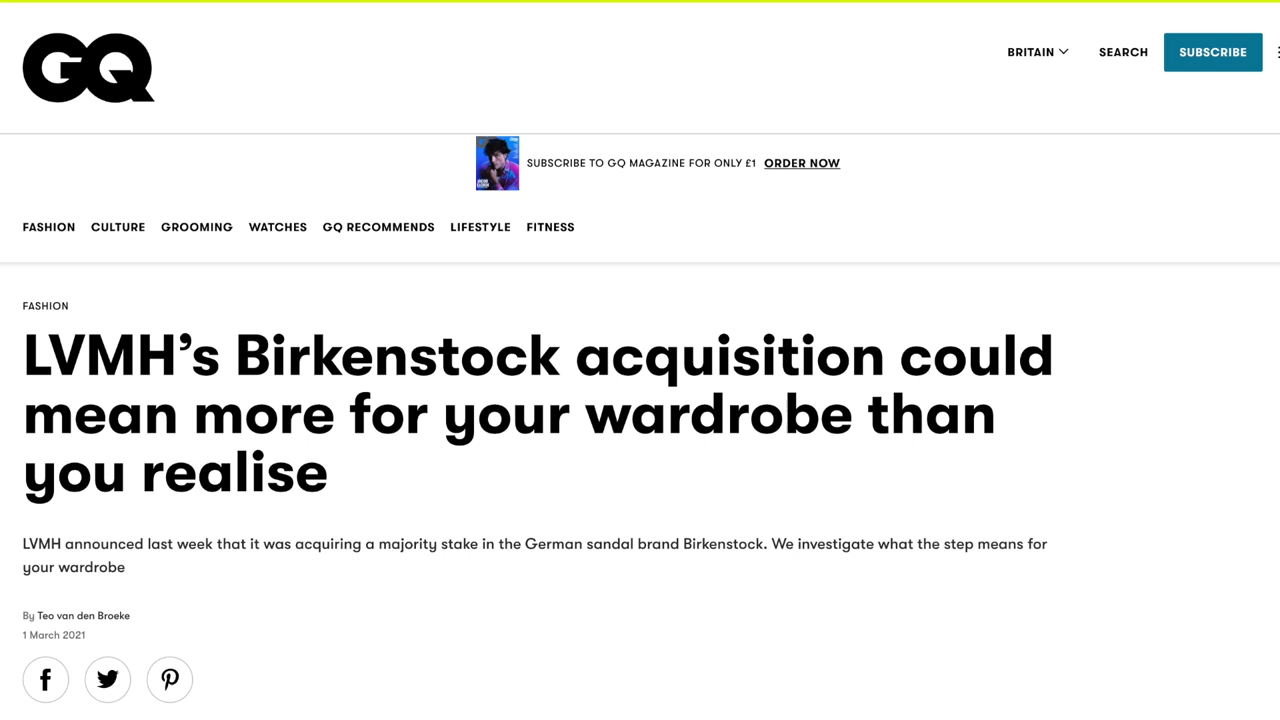 GQ
BRITAIN
SEARCH
SUBSCRIBE
SUBSCRIBE TO GQ MAGAZINE FOR ONLY £1 ORDER NOW
FASHION CULTURE GROOMING WATCHES GQ RECOMMENDS LIFESTYLE FITNESS
FASHION
LVMH’s Birkenstock acquisition could
mean more for your wardrobe than
you realise
LVMH announced last week that it was acquiring a majority stake in the German sandal brand Birkenstock. We investigate what the step means for
your wardrobe
By Teo van den Broeke
1 March 2021